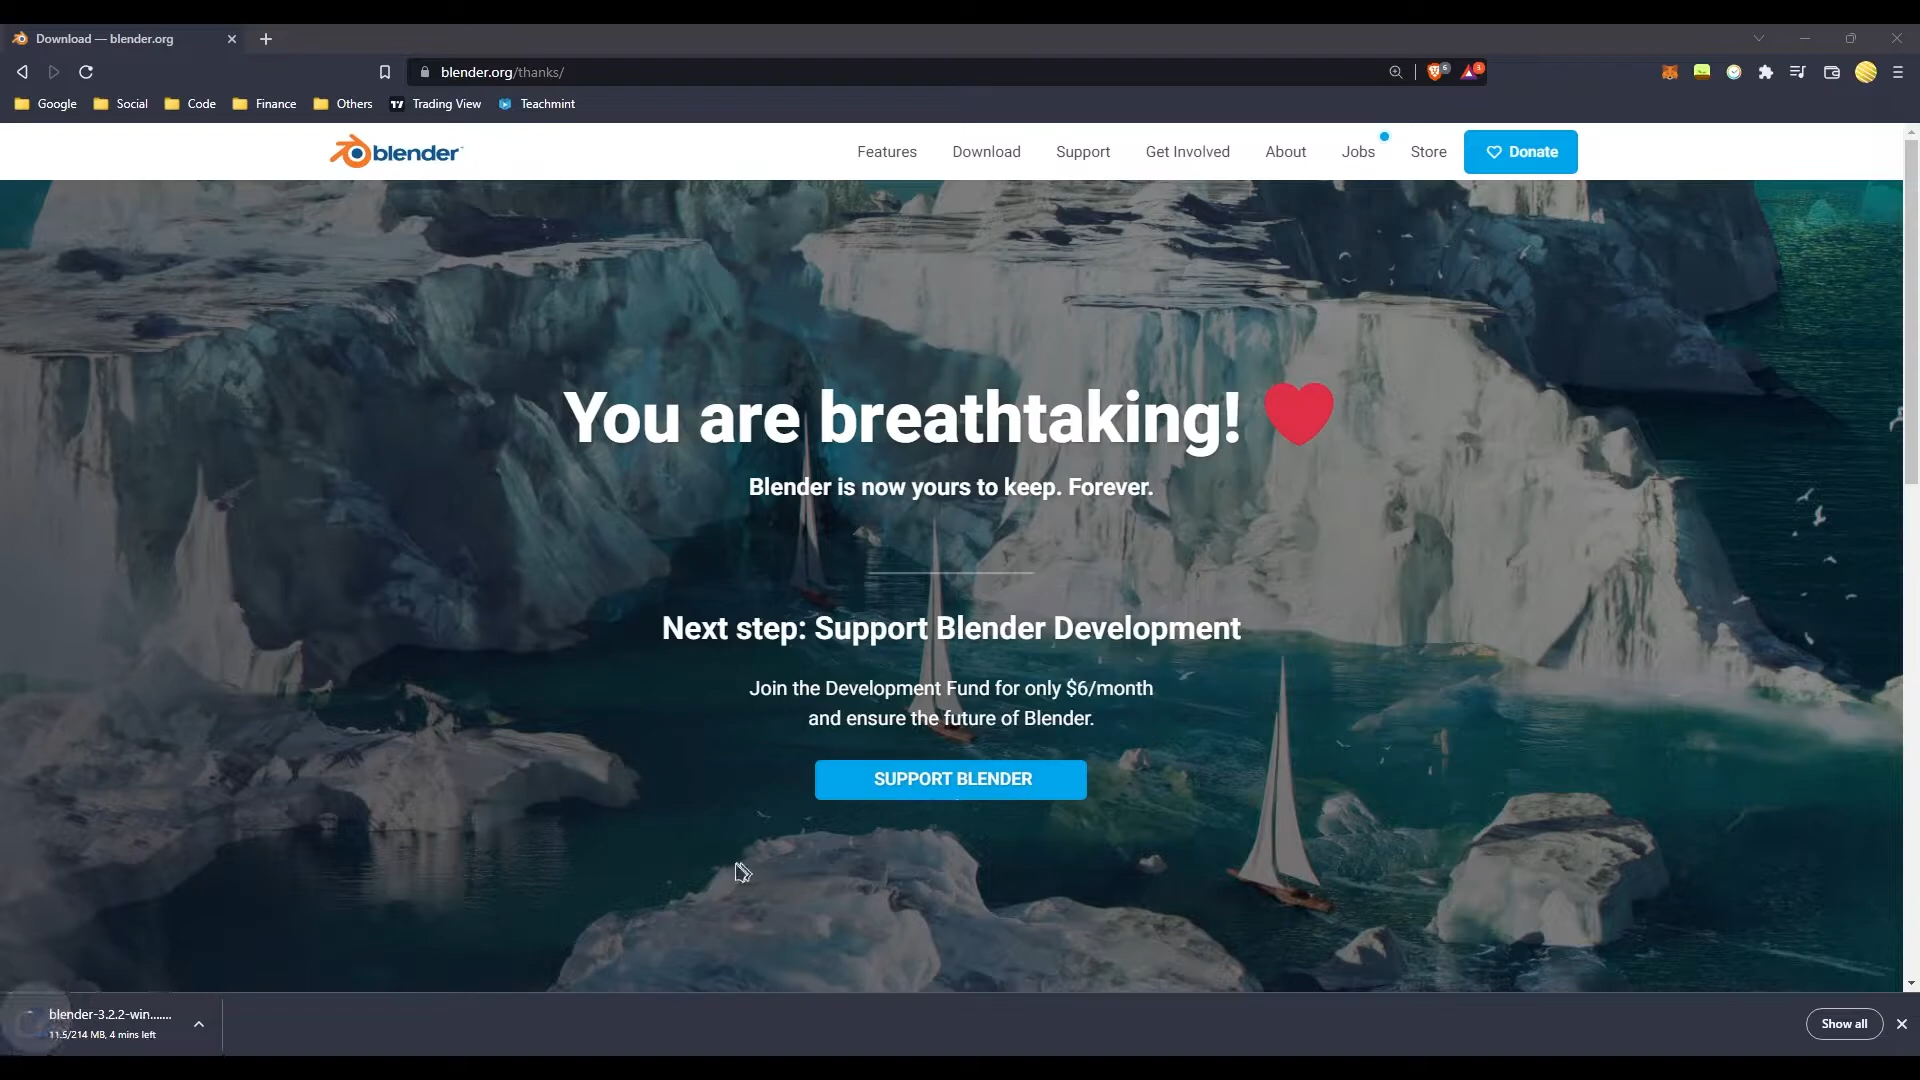 Download — blender.org
blender.org/thanks/
6
3
Google
Social
Code
Finance
Others
Trading View
Teachmint
blender
Features
Download
Support
Get Involved
About
Jobs
Store
Donate
You are breathtaking!
Blender is now yours to keep. Forever.
Next step: Support Blender Development
Join the Development Fund for only $6/month
and ensure the future of Blender.
SUPPORT BLENDER
blender-3.2.2-win.......
11.5/214 MB, 4 mins left
Show all